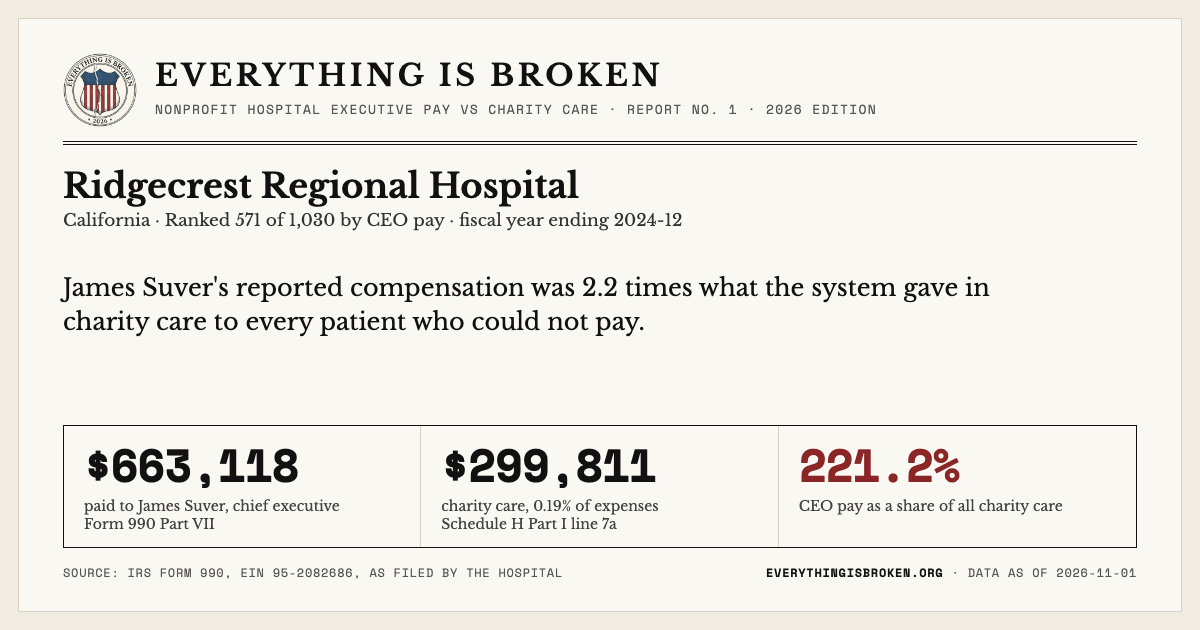 EVERYTHING IS BROKEN
2026
EVERYTHING IS BROKEN
NONPROFIT HOSPITAL EXECUTIVE PAY VS CHARITY CARE · REPORT NO. 1 · 2026 EDITION
Ridgecrest Regional Hospital
California · Ranked 571 of 1,030 by CEO pay · fiscal year ending 2024-12
James Suver's reported compensation was 2.2 times what the system gave in
charity care to every patient who could not pay.
$663,118
paid to James Suver, chief executive
Form 990 Part VII
$299,811
charity care, 0.19% of expenses
Schedule H Part I line 7a
221.2%
CEO pay as a share of all charity care
SOURCE: IRS FORM 990, EIN 95-2082686, AS FILED BY THE HOSPITAL
EVERYTHINGISBROKEN.ORG · DATA AS OF 2026-11-01